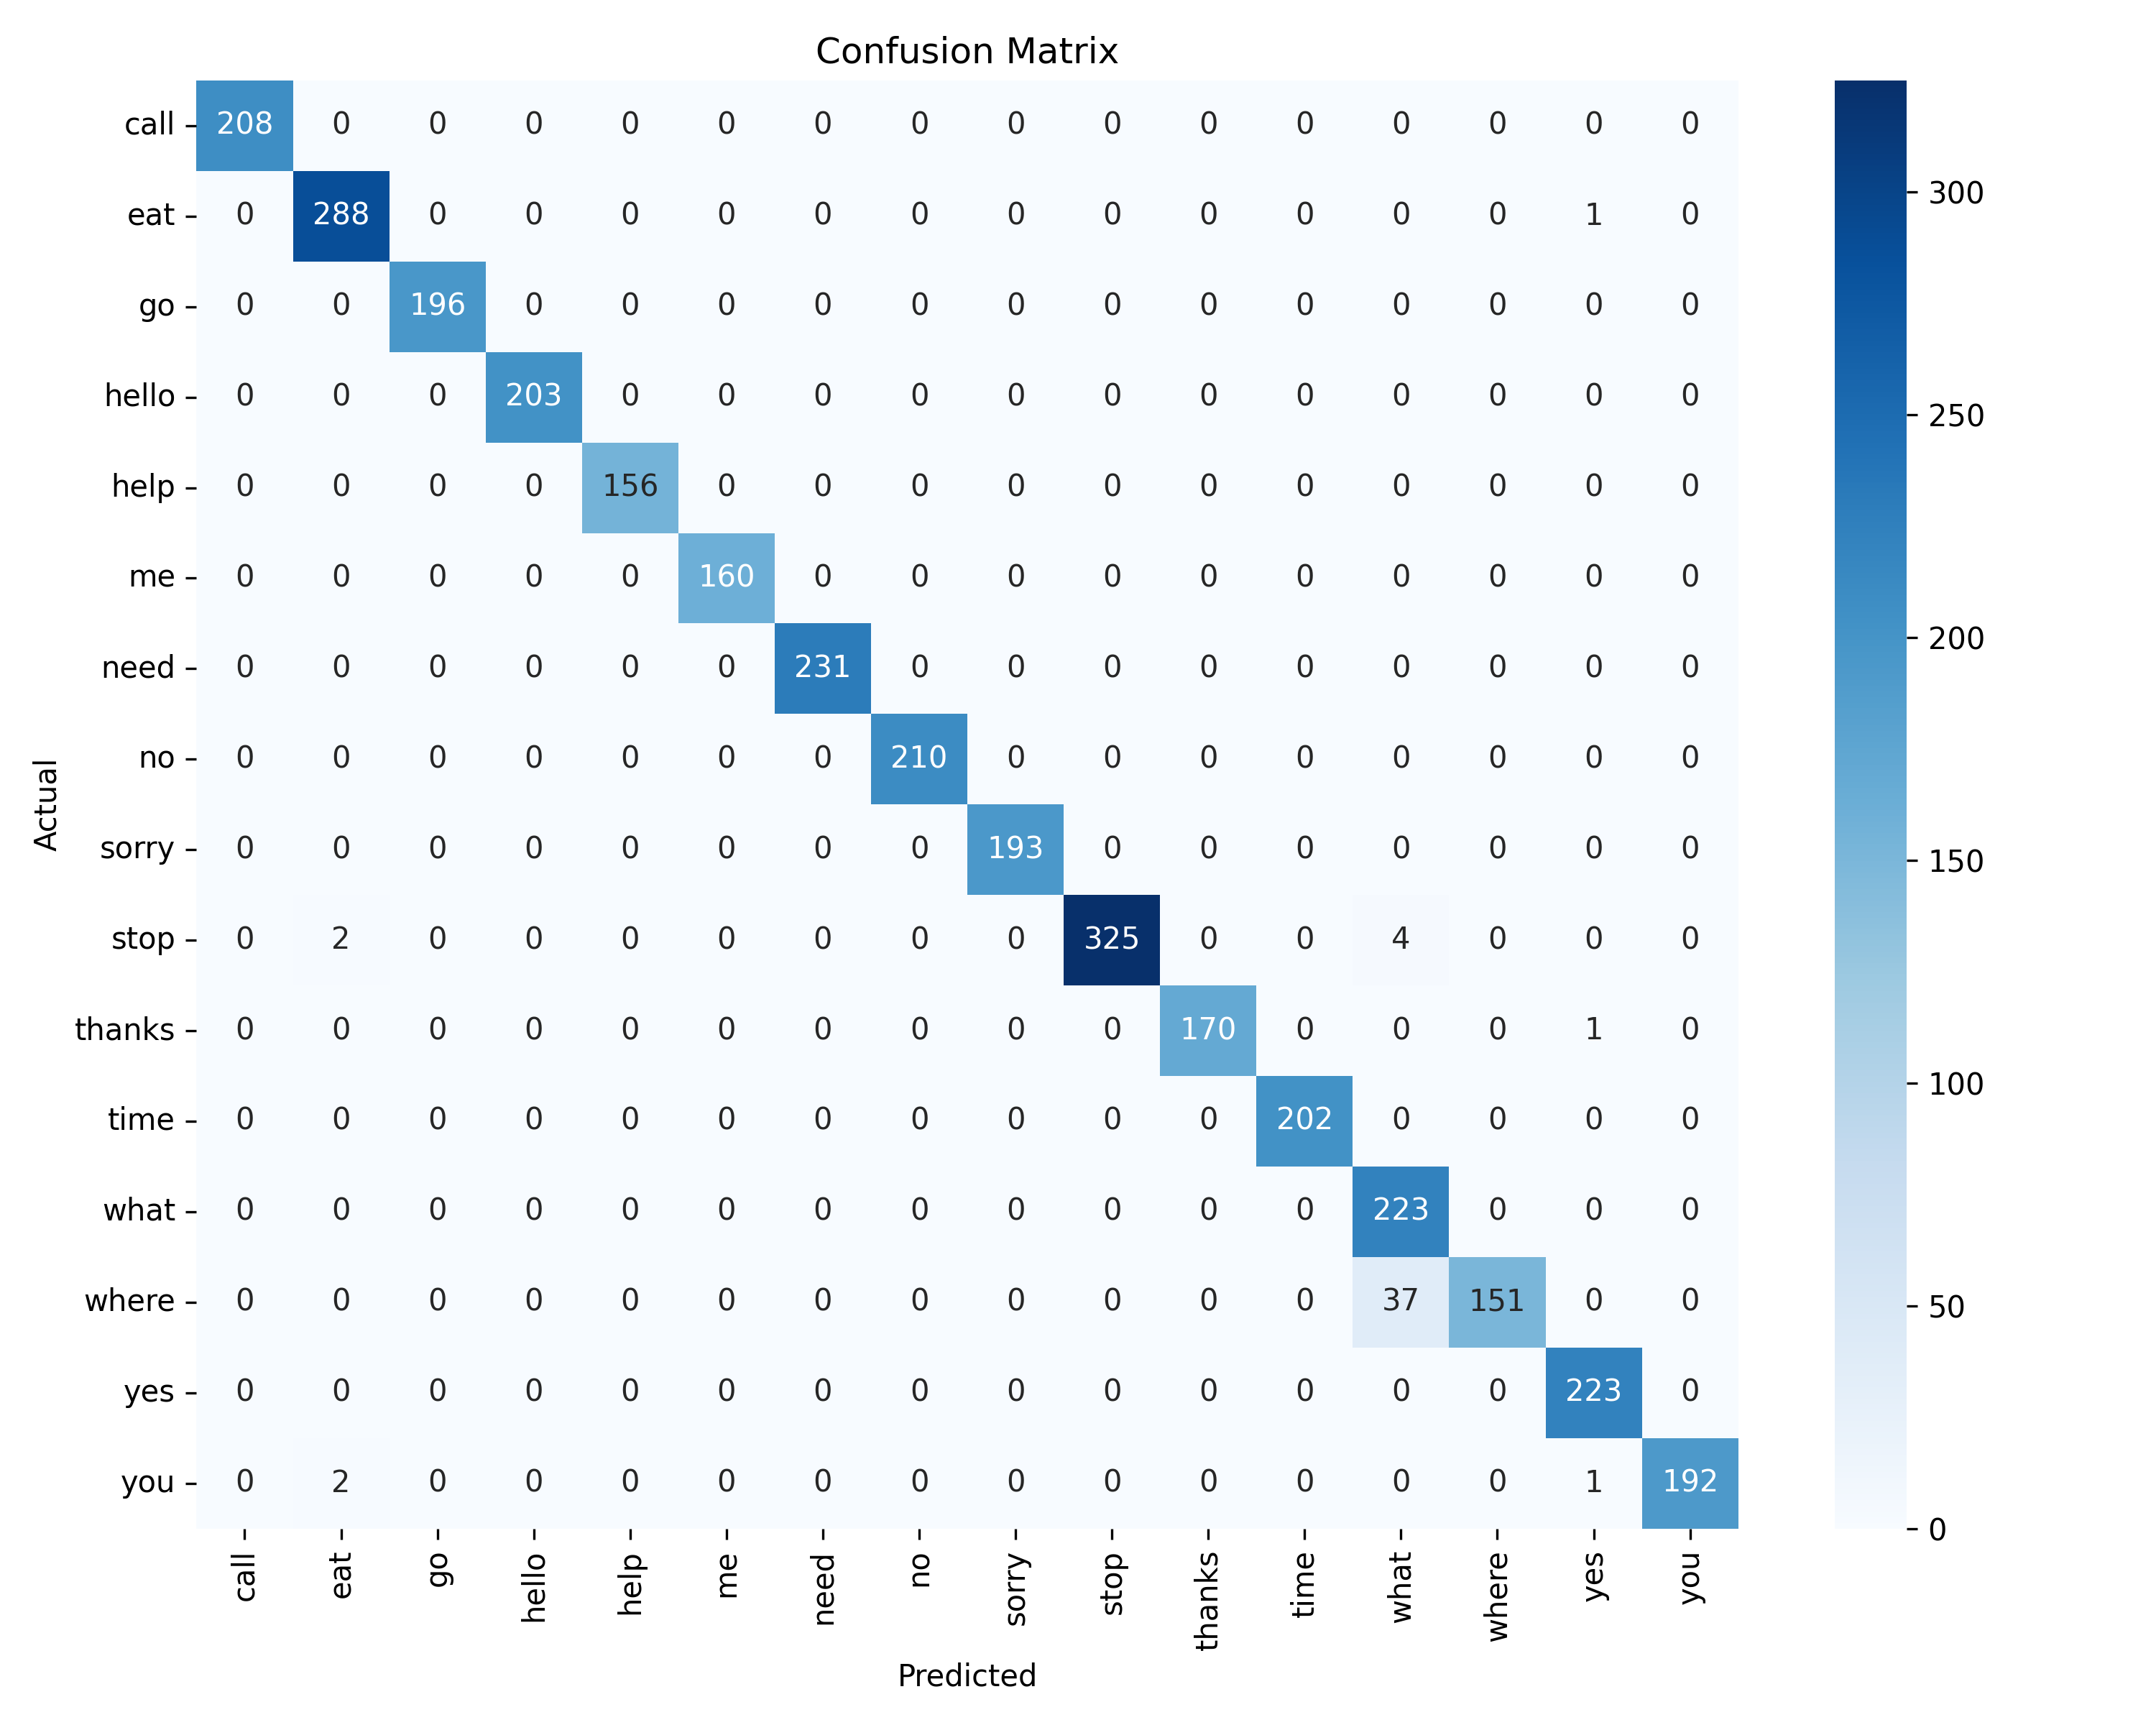 Confusion Matrix
call 208 0 0 0 0 0 0 0 0 0 0 0 0 0 0 0
eat 0 288 0 0 0 0 0 0 0 0 0 0 0 0 1 0
go 0 0 196 0 0 0 0 0 0 0 0 0 0 0 0 0
hello 0 0 0 203 0 0 0 0 0 0 0 0 0 0 0 0
help 0 0 0 0 156 0 0 0 0 0 0 0 0 0 0 0
me 0 0 0 0 0 160 0 0 0 0 0 0 0 0 0 0
need 0 0 0 0 0 0 231 0 0 0 0 0 0 0 0 0
no 0 0 0 0 0 0 0 210 0 0 0 0 0 0 0 0
sorry 0 0 0 0 0 0 0 0 193 0 0 0 0 0 0 0
stop 0 2 0 0 0 0 0 0 0 325 0 0 4 0 0 0
thanks 0 0 0 0 0 0 0 0 0 0 170 0 0 0 1 0
time 0 0 0 0 0 0 0 0 0 0 0 202 0 0 0 0
what 0 0 0 0 0 0 0 0 0 0 0 0 223 0 0 0
where 0 0 0 0 0 0 0 0 0 0 0 0 37 151 0 0
yes 0 0 0 0 0 0 0 0 0 0 0 0 0 0 223 0
you 0 2 0 0 0 0 0 0 0 0 0 0 0 0 1 192
call eat go hello help me need no sorry stop thanks time what where yes you
Predicted
Actual
300
250
200
150
100
50
0